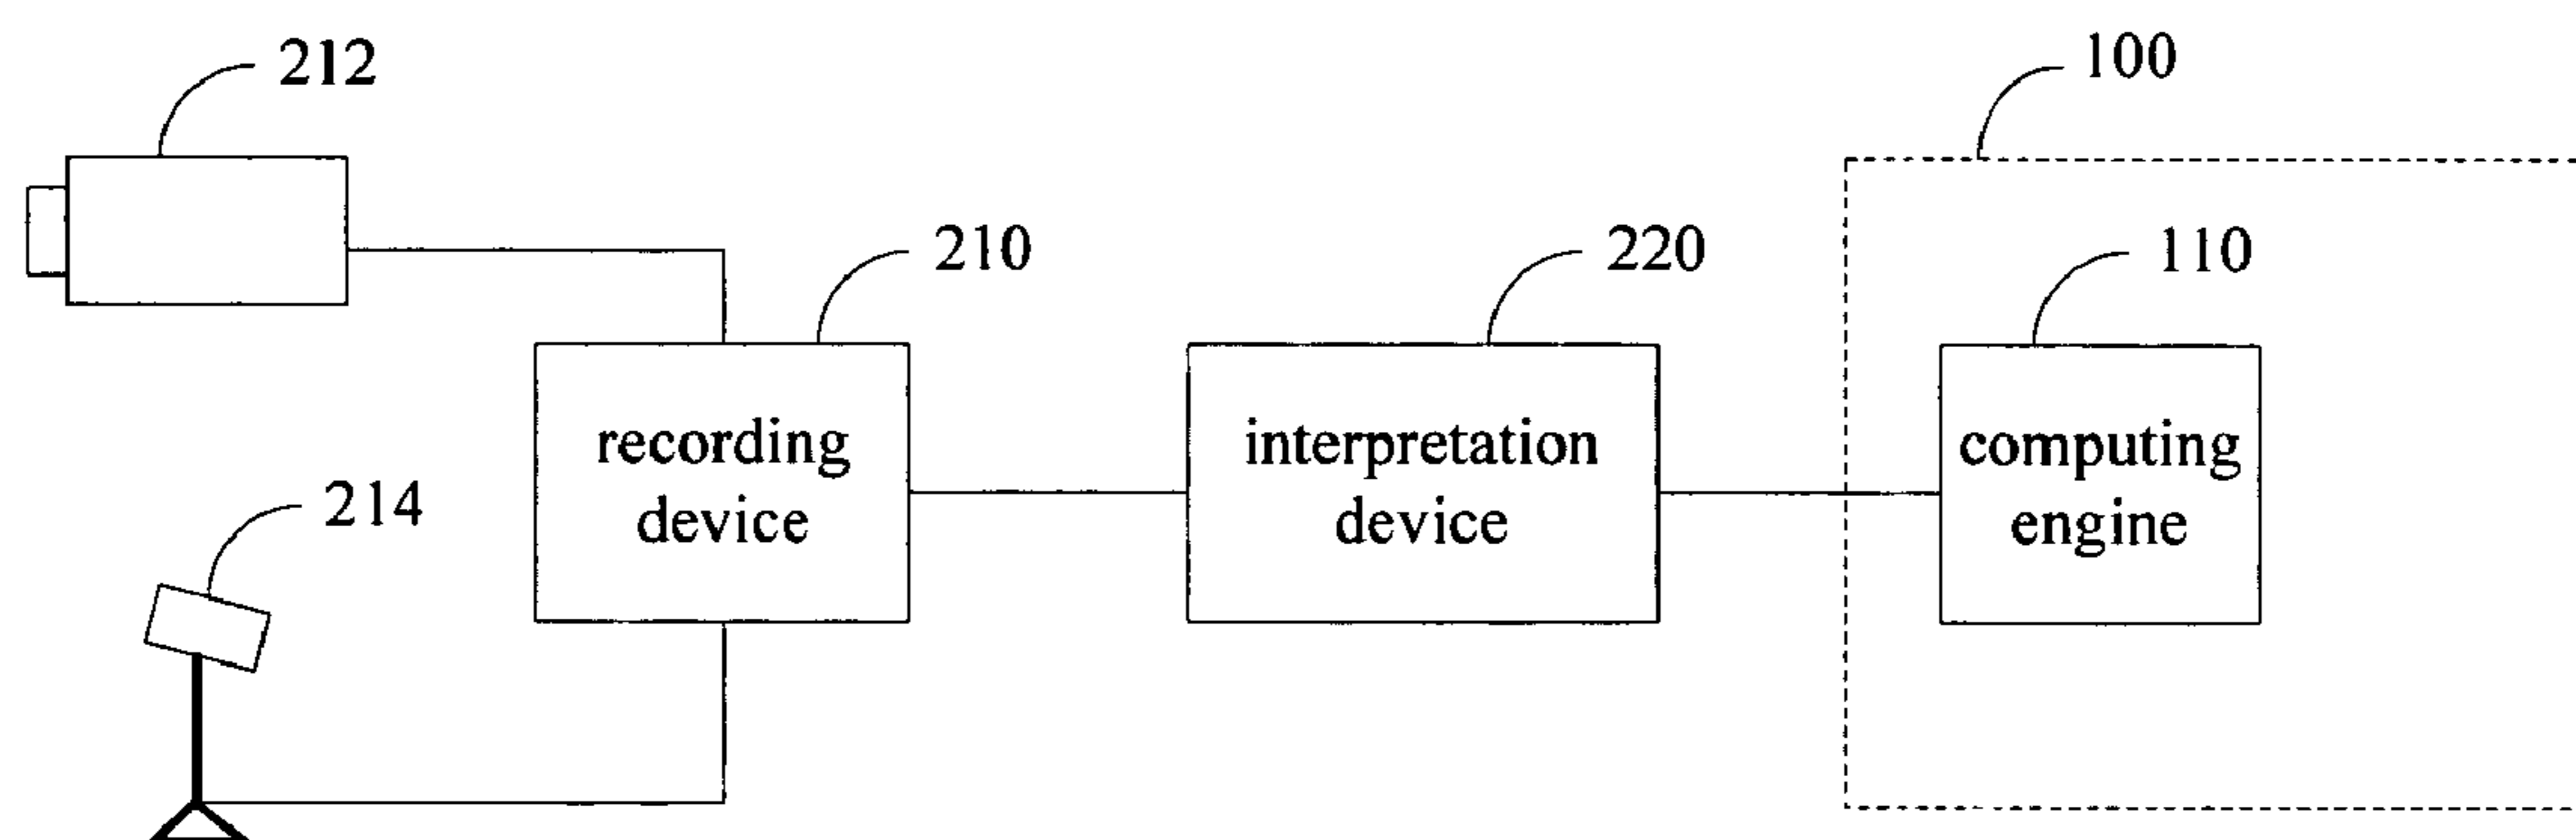 212
100
210
220
110
recording
device
interpretation
device
computing
engine
214